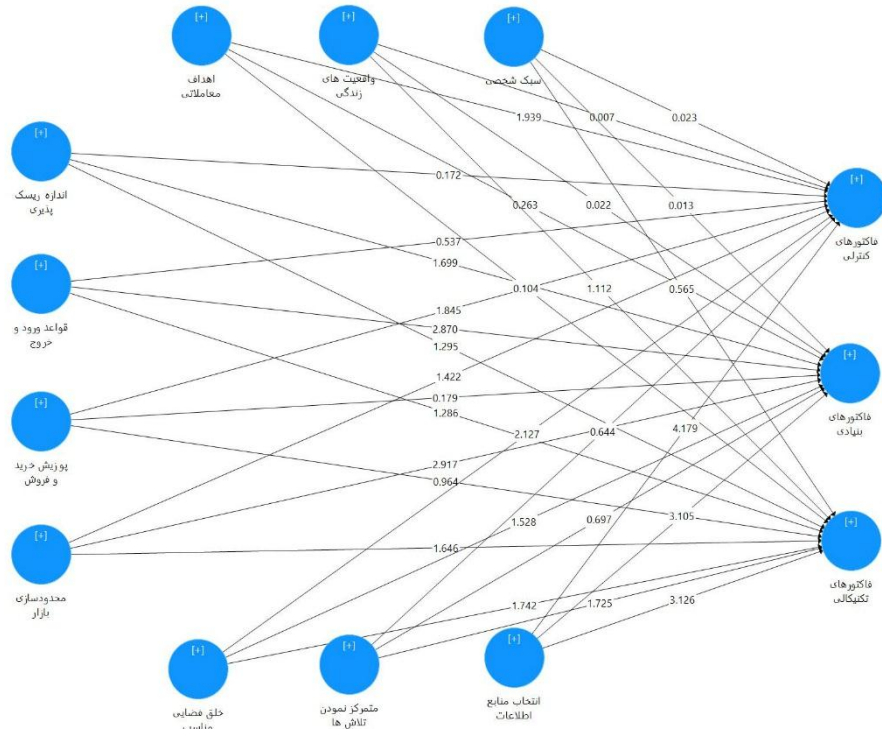 [+]
[+]
[+]
اهداف
معاملاتی
واقعیت های
زندگی
سبک شخصی
0.023
0.007
1.939
[+]
اندازه ریسک
پذیری
[+]
فاکتورهای
کنترلی
0.172
0.263
0.022
0.013
0.537
1.699
[+]
قواعد ورود و
خروج
0.104
1.112
0.565
1.845
2.870
1.295
[+]
فاکتورهای
بنیادی
1.422
0.179
1.286
[+]
پوزیش خرید
و فروش
2.127
0.644
4.179
2.917
0.964
1.528
0.697
3.105
[+]
محدودسازی
بازار
1.646
[+]
فاکتورهای
تکنیکالی
1.742
1.725
3.126
[+]
[+]
[+]
خلق فضایی
مناسب
متمرکز نمودن
تلاش ها
انتخاب منابع
اطلاعات